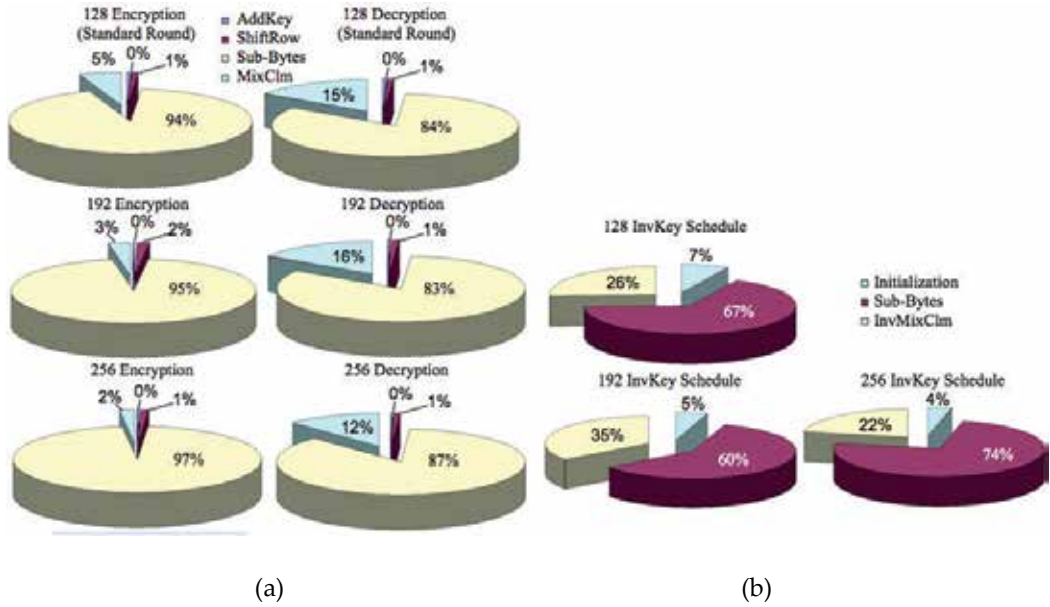 128 Encryption
(Standard Round)
AddKey
ShiftRow
Sub-Bytes
MixClm
5%
0%
1%
94%
128 Decryption
(Standard Round)
0%
1%
15%
84%
192 Encryption
3%
0%
2%
95%
192 Decryption
0%
1%
16%
83%
256 Encryption
2%
0%
1%
97%
256 Decryption
0%
1%
12%
87%
128 InvKey Schedule
7%
26%
67%
Initialization
Sub-Bytes
InvMixClm
192 InvKey Schedule
5%
35%
60%
256 InvKey Schedule
4%
22%
74%
(a)
(b)